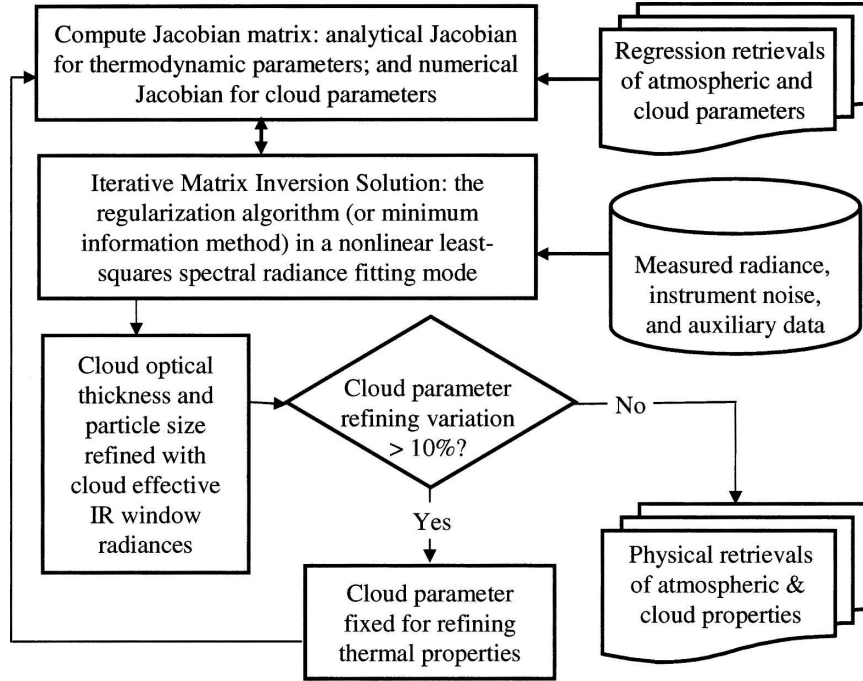 Compute Jacobian matrix: analytical Jacobian
for thermodynamic parameters; and numerical
Jacobian for cloud parameters
Regression retrievals
of atmospheric and
cloud parameters
Iterative Matrix Inversion Solution: the
regularization algorithm (or minimum
information method) in a nonlinear least-
squares spectral radiance fitting mode
Measured radiance,
instrument noise,
and auxiliary data
Cloud optical
thickness and
particle size
refined with
cloud effective
IR window
radiances
Cloud parameter
refining variation
> 10%?
No
Yes
Cloud parameter
fixed for refining
thermal properties
Physical retrievals
of atmospheric &
cloud properties